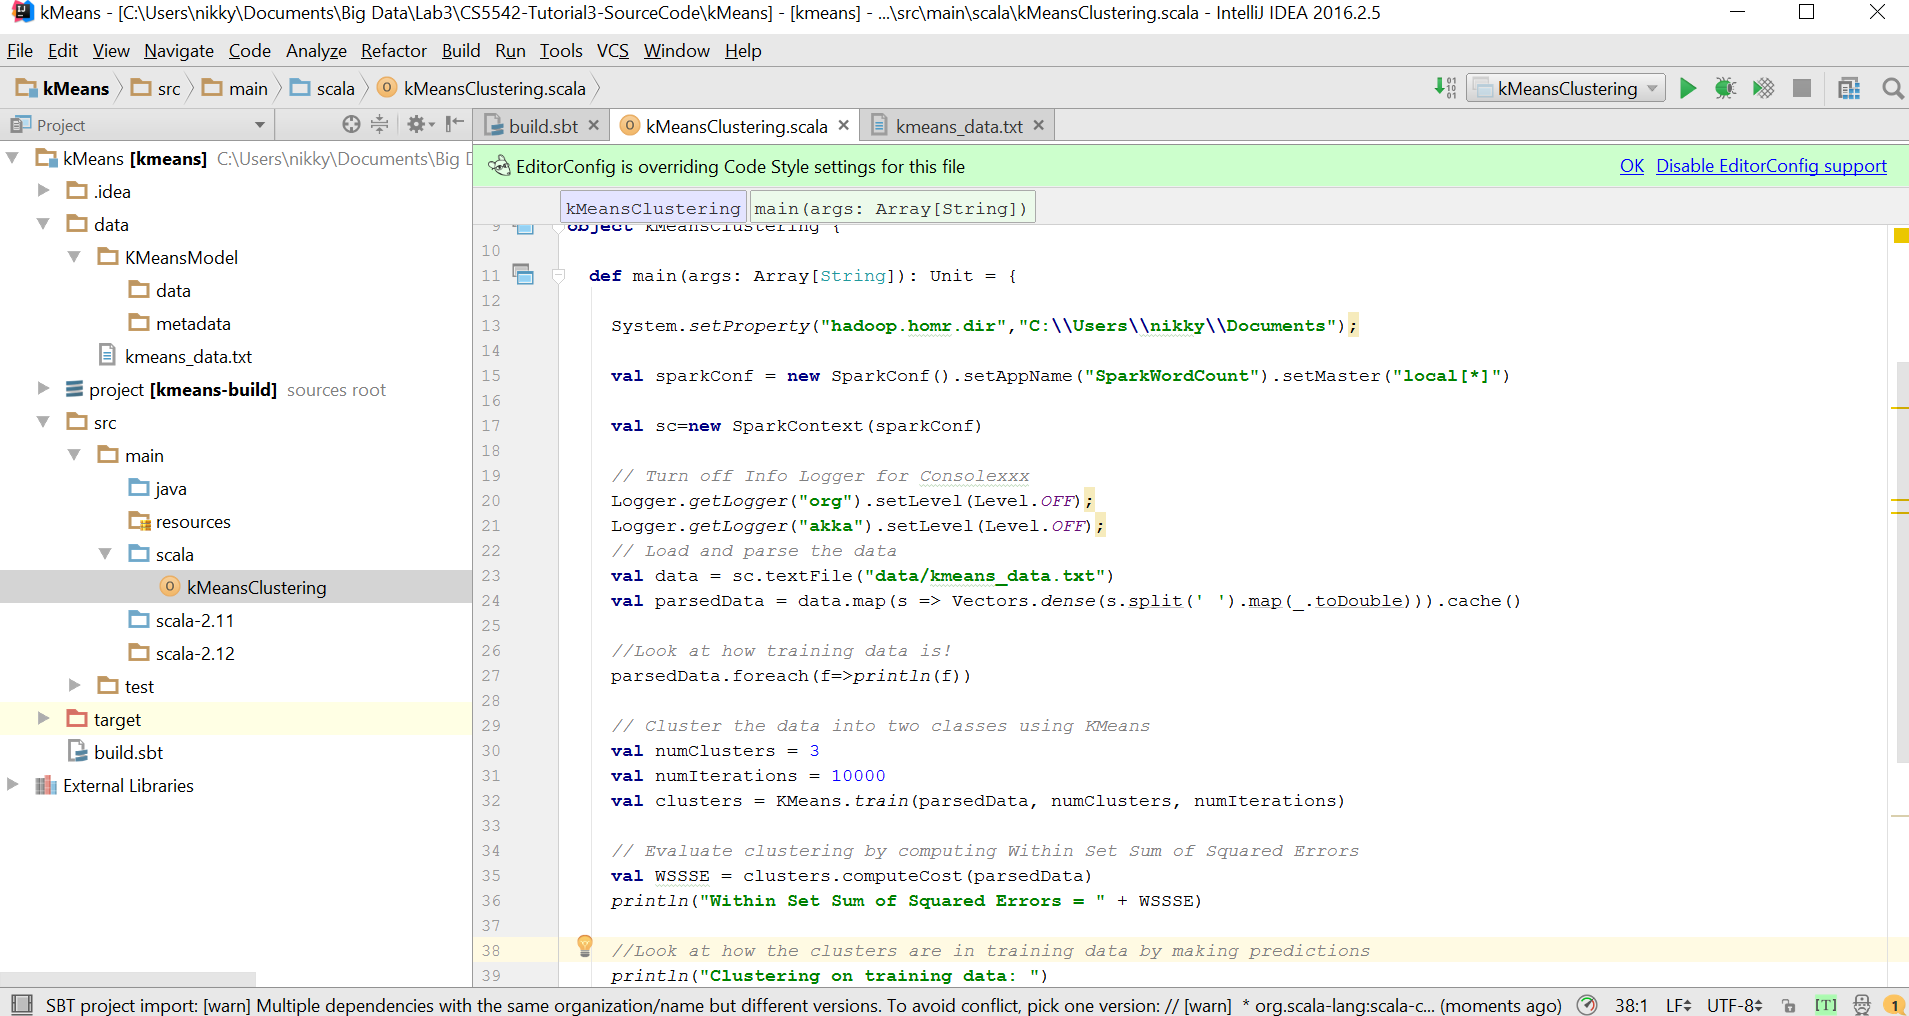 kMeans - [C:\Users\nikky\Documents\Big Data\Lab3\CS5542-Tutorial3-SourceCode\kMeans] - [kmeans] - ...\src\main\scala\kMeansClustering.scala - IntelliJ IDEA 2016.2.5
File Edit View Navigate Code Analyze Refactor Build Run Tools VCS Window Help
kMeans src main scala kMeansClustering.scala kMeansClustering
Project
build.sbt kMeansClustering.scala kmeans_data.txt
kMeans [kmeans] C:\Users\nikky\Documents\Big D
.idea
data
KMeansModel
data
metadata
kmeans_data.txt
project [kmeans-build] sources root
src
main
java
resources
scala
kMeansClustering
scala-2.11
scala-2.12
test
target
build.sbt
External Libraries
EditorConfig is overriding Code Style settings for this file OK Disable EditorConfig support
kMeansClustering main(args: Array[String])
9 object kMeansClustering {
10
11 def main(args: Array[String]): Unit = {
12
13 System.setProperty("hadoop.homr.dir","C:\\Users\\nikky\\Documents");
14
15 val sparkConf = new SparkConf().setAppName("SparkWordCount").setMaster("local[*]")
16
17 val sc=new SparkContext(sparkConf)
18
19 // Turn off Info Logger for Consolexxx
20 Logger.getLogger("org").setLevel(Level.OFF);
21 Logger.getLogger("akka").setLevel(Level.OFF);
22 // Load and parse the data
23 val data = sc.textFile("data/kmeans_data.txt")
24 val parsedData = data.map(s => Vectors.dense(s.split(' ').map(_.toDouble))).cache()
25
26 //Look at how training data is!
27 parsedData.foreach(f=>println(f))
28
29 // Cluster the data into two classes using KMeans
30 val numClusters = 3
31 val numIterations = 10000
32 val clusters = KMeans.train(parsedData, numClusters, numIterations)
33
34 // Evaluate clustering by computing Within Set Sum of Squared Errors
35 val WSSSE = clusters.computeCost(parsedData)
36 println("Within Set Sum of Squared Errors = " + WSSSE)
37
38 //Look at how the clusters are in training data by making predictions
39 println("Clustering on training data: ")
SBT project import: [warn] Multiple dependencies with the same organization/name but different versions. To avoid conflict, pick one version: // [warn] * org.scala-lang:scala-c... (moments ago) 38:1 LF UTF-8 [T] 1